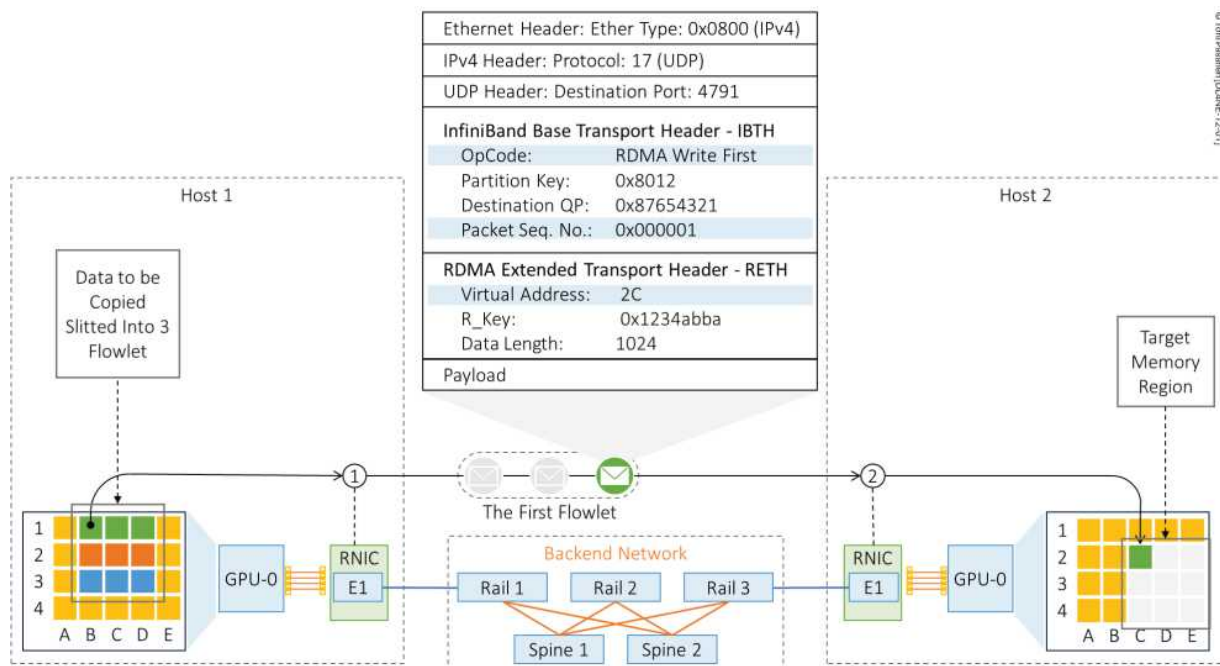 Ethernet Header: Ether Type: 0x0800 (IPv4)
IPv4 Header: Protocol: 17 (UDP)
UDP Header: Destination Port: 4791
InfiniBand Base Transport Header - IBTH
OpCode: RDMA Write First
Partition Key: 0x8012
Destination QP: 0x87654321
Packet Seq. No.: 0x000001
RDMA Extended Transport Header - RETH
Virtual Address: 2C
R_Key: 0x1234abba
Data Length: 1024
Payload
Host 1
Data to be
Copied
Slitted Into 3
Flowlet
Host 2
Target
Memory
Region
1
2
The First Flowlet
1
2
3
4
A B C D E
GPU-0
RNIC
E1
Backend Network
Rail 1 Rail 2 Rail 3
Spine 1 Spine 2
RNIC
E1
GPU-0
1
2
3
4
A B C D E